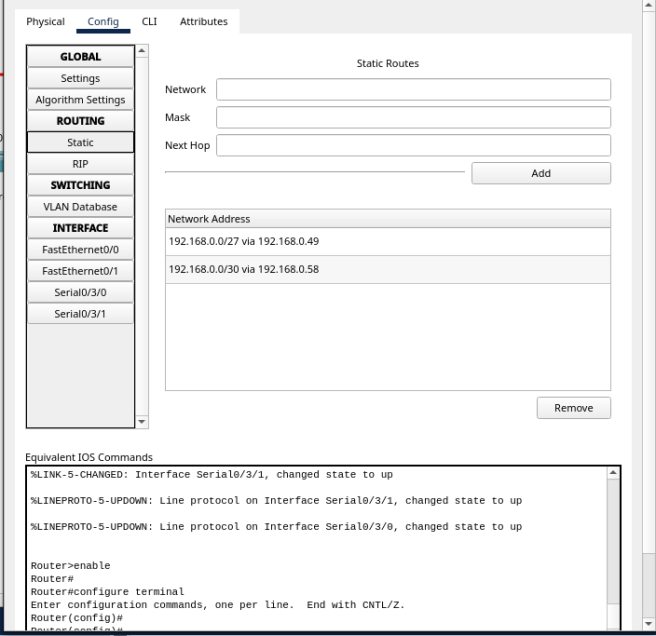 Physical Config CLI Attributes
GLOBAL
Settings
Algorithm Settings
ROUTING
Static
RIP
SWITCHING
VLAN Database
INTERFACE
FastEthernet0/0
FastEthernet0/1
Serial0/3/0
Serial0/3/1
Static Routes
Network
Mask
Next Hop
Add
Network Address
192.168.0.0/27 via 192.168.0.49
192.168.0.0/30 via 192.168.0.58
Remove
Equivalent IOS Commands
%LINK-5-CHANGED: Interface Serial0/3/1, changed state to up
%LINEPROTO-5-UPDOWN: Line protocol on Interface Serial0/3/1, changed state to up
%LINEPROTO-5-UPDOWN: Line protocol on Interface Serial0/3/0, changed state to up
Router>enable
Router#
Router#configure terminal
Enter configuration commands, one per line. End with CNTL/Z.
Router(config)#
Router(config)#